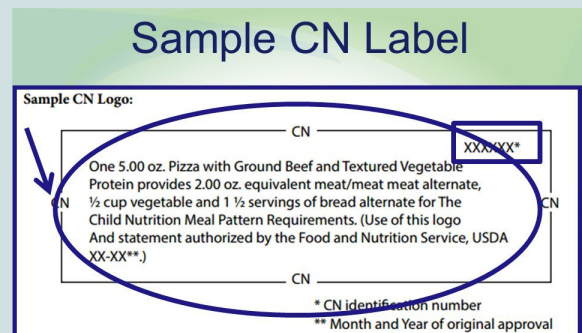 Sample CN Label
Sample CN Logo:
CN
XXXXXX*
One 5.00 oz. Pizza with Ground Beef and Textured Vegetable
Protein provides 2.00 oz. equivalent meat/meat meat alternate,
CN ½ cup vegetable and 1 ½ servings of bread alternate for The CN
Child Nutrition Meal Pattern Requirements. (Use of this logo
And statement authorized by the Food and Nutrition Service, USDA
XX-XX**.)
CN
* CN identification number
** Month and Year of original approval